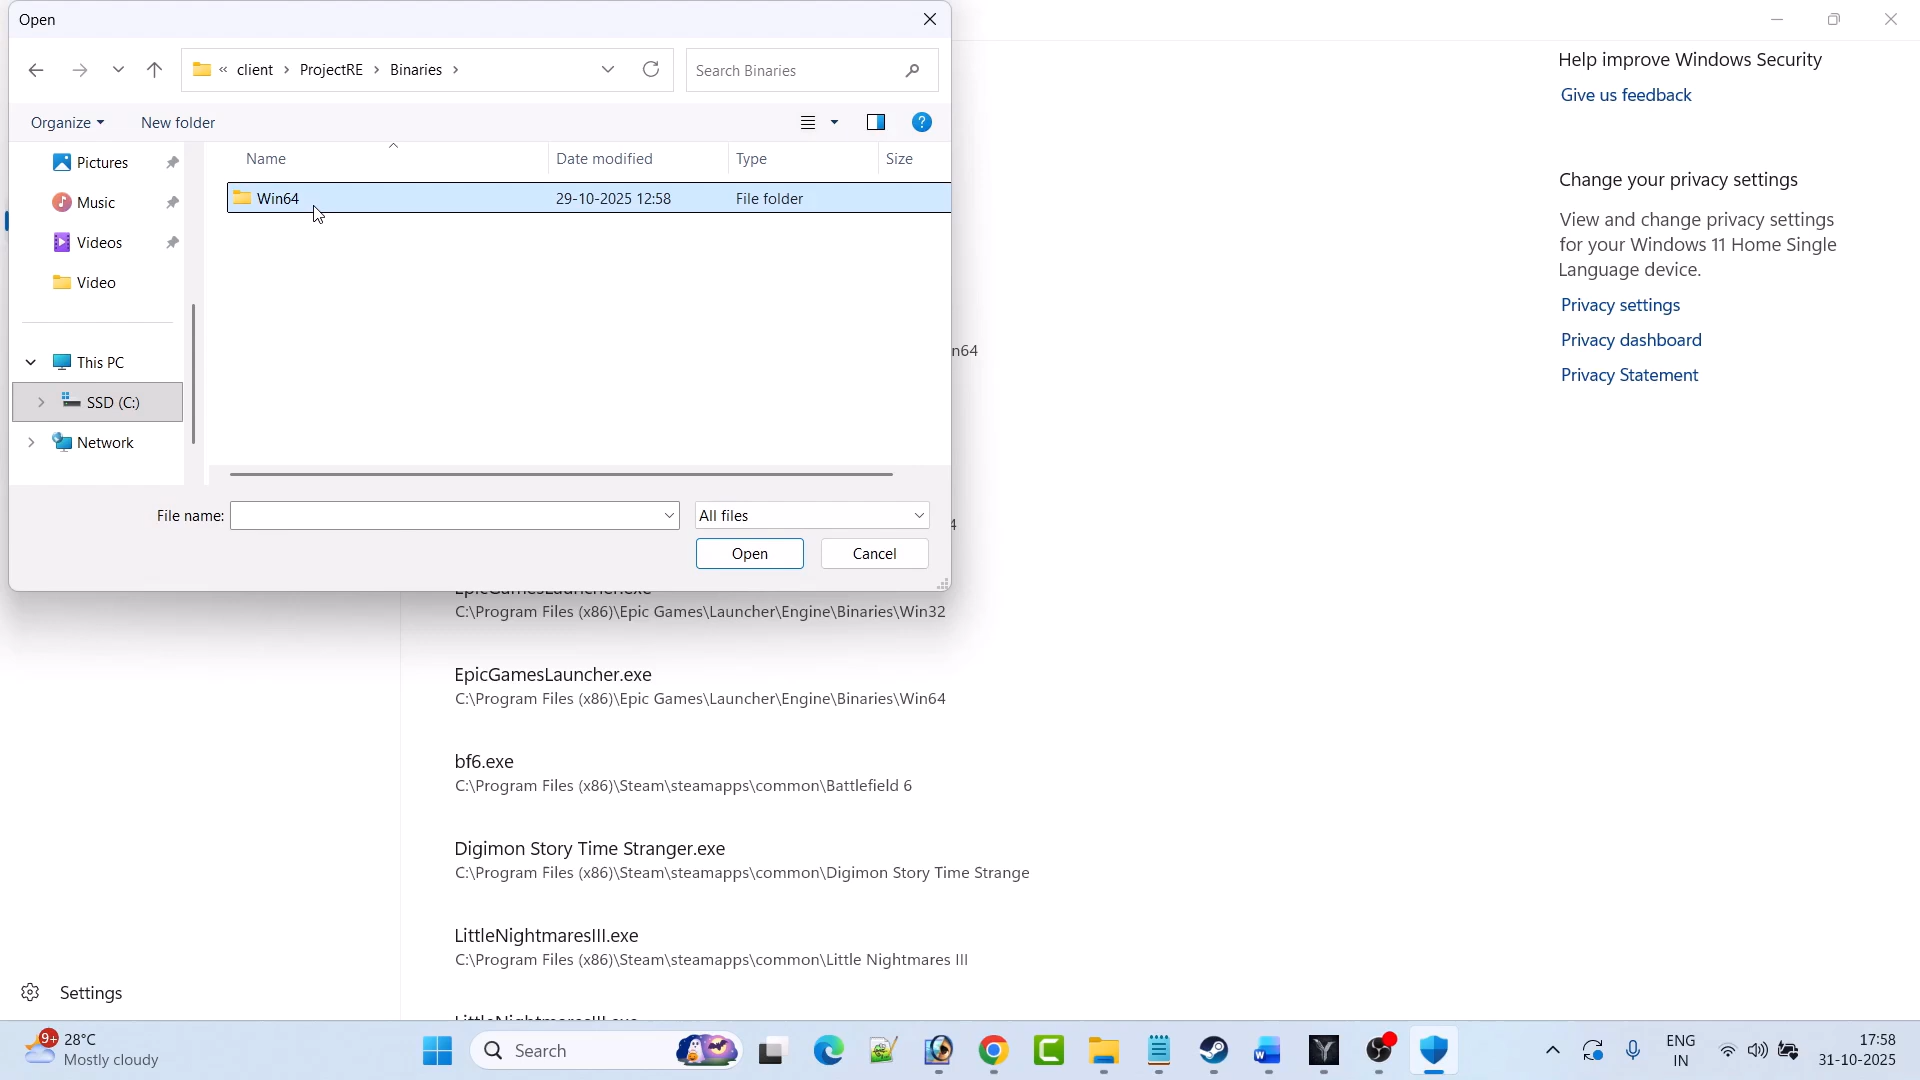 Open
« client › ProjectRE › Binaries ›
Search Binaries
Organize
New folder
Name
Date modified
Type
Size
Win64
29-10-2025 12:58
File folder
Pictures
Music
Videos
Video
This PC
SSD (C:)
Network
File name:
All files
Open
Cancel
Help improve Windows Security
Give us feedback
Change your privacy settings
View and change privacy settings
for your Windows 11 Home Single
Language device.
Privacy settings
Privacy dashboard
Privacy Statement
n64
4
C:\Program Files (x86)\Epic Games\Launcher\Engine\Binaries\Win32
EpicGamesLauncher.exe
C:\Program Files (x86)\Epic Games\Launcher\Engine\Binaries\Win64
bf6.exe
C:\Program Files (x86)\Steam\steamapps\common\Battlefield 6
Digimon Story Time Stranger.exe
C:\Program Files (x86)\Steam\steamapps\common\Digimon Story Time Strange
LittleNightmaresIII.exe
C:\Program Files (x86)\Steam\steamapps\common\Little Nightmares III
Settings
9+
28°C
Mostly cloudy
Search
ENG
IN
17:58
31-10-2025